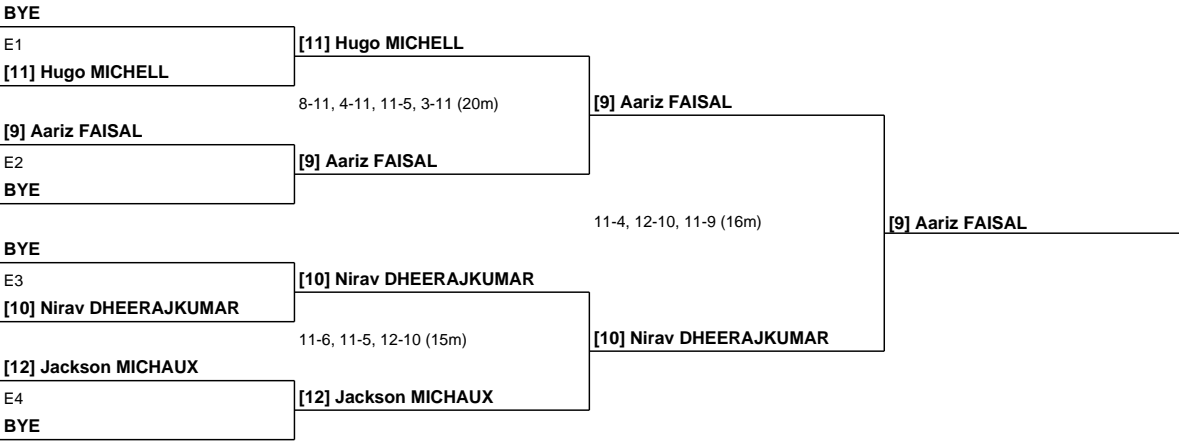 BYE
E1
[11] Hugo MICHELL
[11] Hugo MICHELL
8-11, 4-11, 11-5, 3-11 (20m)
[9] Aariz FAISAL
[9] Aariz FAISAL
E2
[9] Aariz FAISAL
BYE
11-4, 12-10, 11-9 (16m)
[9] Aariz FAISAL
BYE
E3
[10] Nirav DHEERAJKUMAR
[10] Nirav DHEERAJKUMAR
11-6, 11-5, 12-10 (15m)
[10] Nirav DHEERAJKUMAR
[12] Jackson MICHAUX
E4
[12] Jackson MICHAUX
BYE